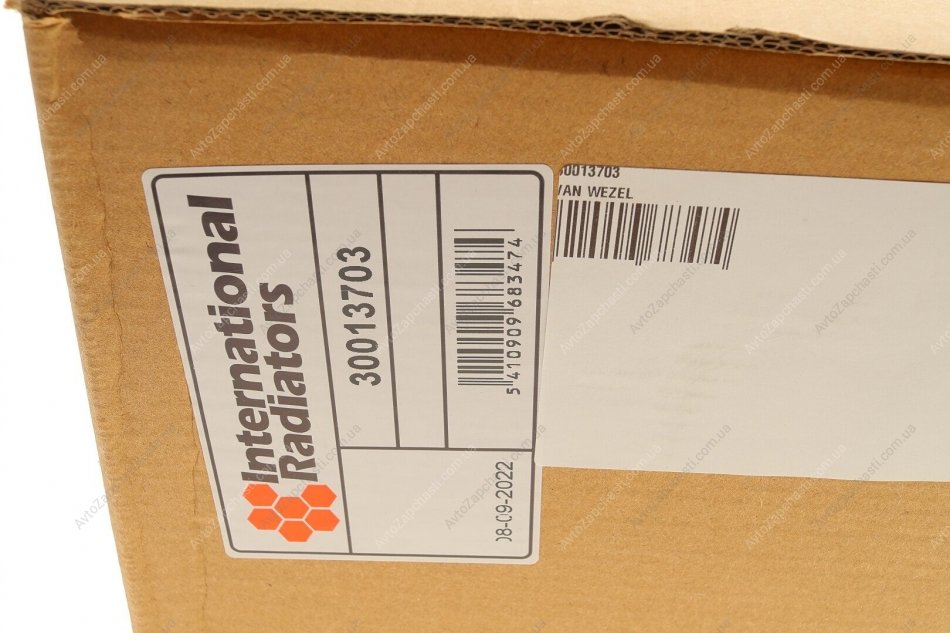 International
Radiators
30013703
5 410909 683474
08-09-2022
30013703
VAN WEZEL
AvtoZapchasti.com.ua